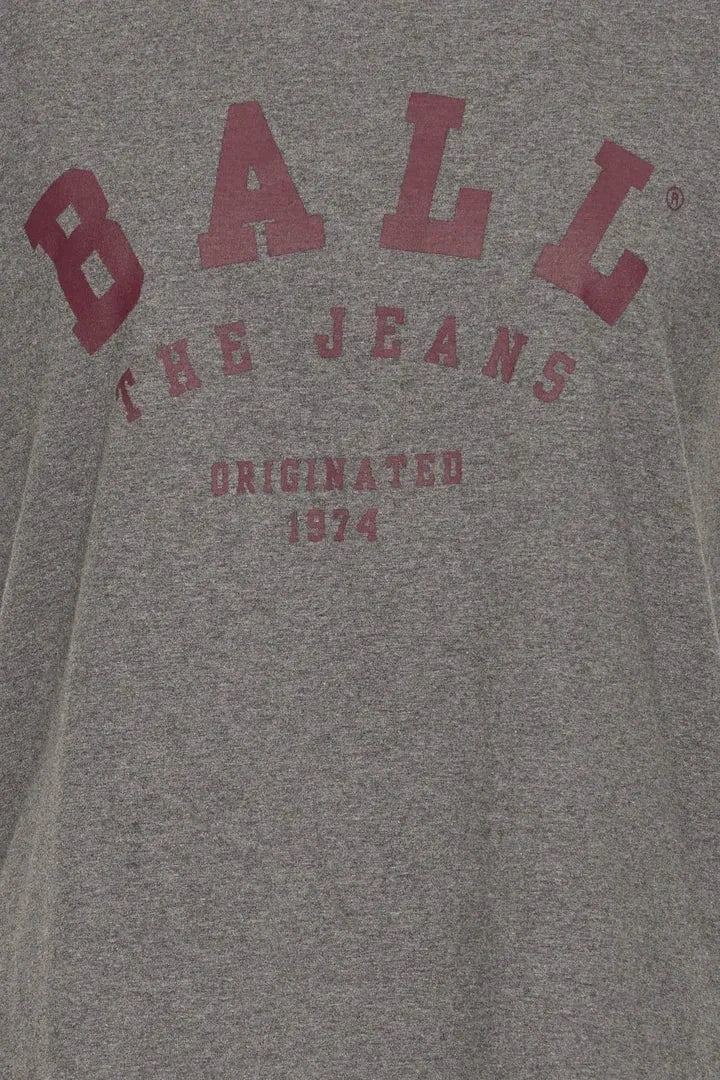 BALL®
THE JEANS
ORIGINATED
1974